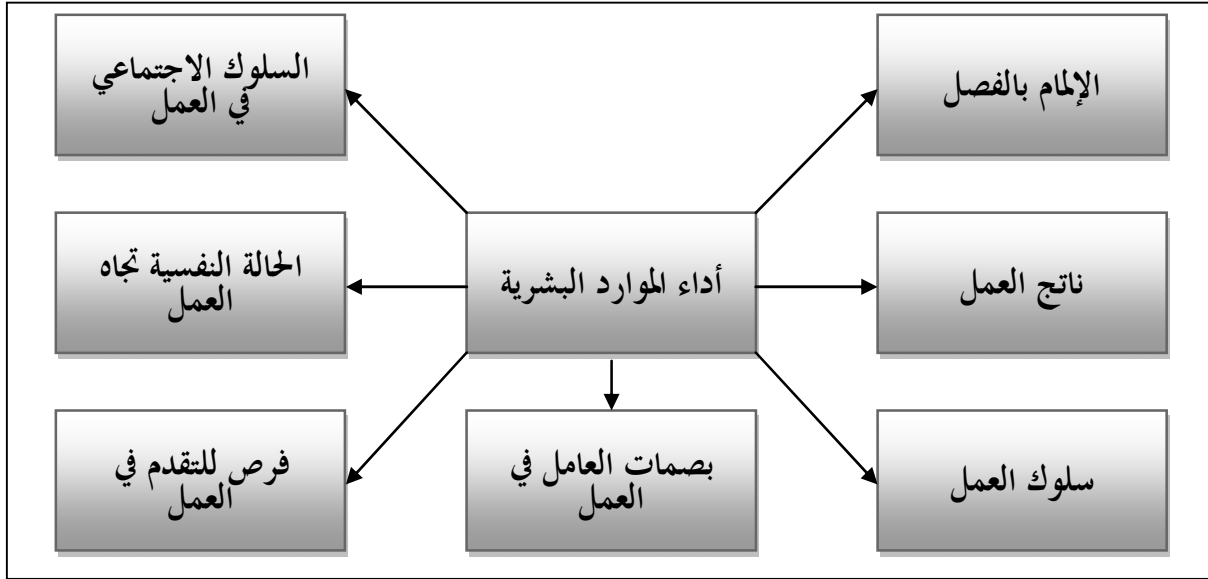 الإلمام بالفصل
السلوك الاجتماعي
في العمل
ناتج العمل
أداء الموارد البشرية
الحالة النفسية تجاه
العمل
سلوك العمل
بصمات العامل في
العمل
فرص للتقدم في
العمل